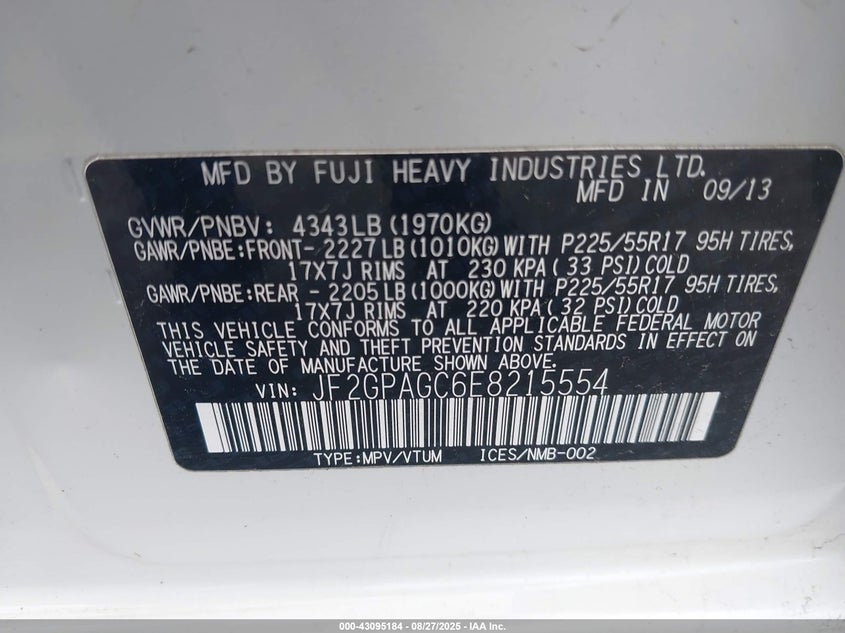 MFD BY FUJI HEAVY INDUSTRIES LTD.
MFD IN 09/13
GVWR/PNBV: 4343LB (1970KG)
GAWR/PNBE:FRONT- 2227LB (1010KG) WITH P225/55R17 95H TIRES,
17X7J RIMS AT 230 KPA ( 33 PSI) COLD
GAWR/PNBE:REAR - 2205LB (1000KG) WITH P225/55R17 95H TIRES,
17X7J RIMS AT 220 KPA ( 32 PSI) COLD
THIS VEHICLE CONFORMS TO ALL APPLICABLE FEDERAL MOTOR
VEHICLE SAFETY AND THEFT PREVENTION STANDARDS IN EFFECT ON
THE DATE OF MANUFACTURE SHOWN ABOVE.
VIN: JF2GPAGC6E8215554
TYPE:MPV/VTUM ICES/NMB-002
000-43095184 - 08/27/2025 - IAA Inc.